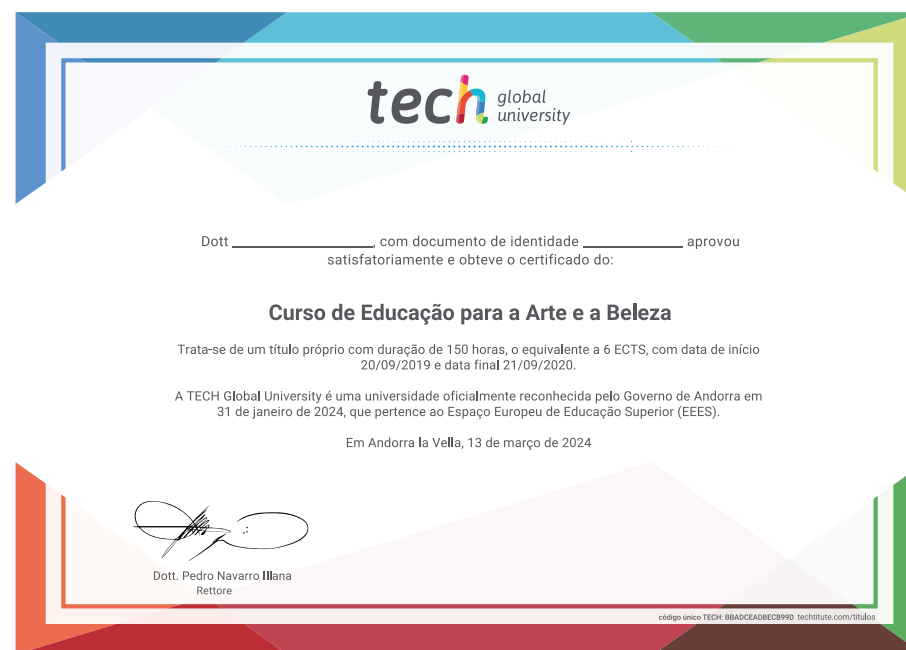 tech global university
Dott ____________________, com documento de identidade ______________ aprovou
satisfatoriamente e obteve o certificado do:
Curso de Educação para a Arte e a Beleza
Trata-se de um título próprio com duração de 150 horas, o equivalente a 6 ECTS, com data de início
20/09/2019 e data final 21/09/2020.
A TECH Global University é uma universidade oficialmente reconhecida pelo Governo de Andorra em
31 de janeiro de 2024, que pertence ao Espaço Europeu de Educação Superior (EEES).
Em Andorra la Vella, 13 de março de 2024
Dott. Pedro Navarro Illana
Rettore
código único TECH: BBADCEADBECB99D techtitute.com/titulos